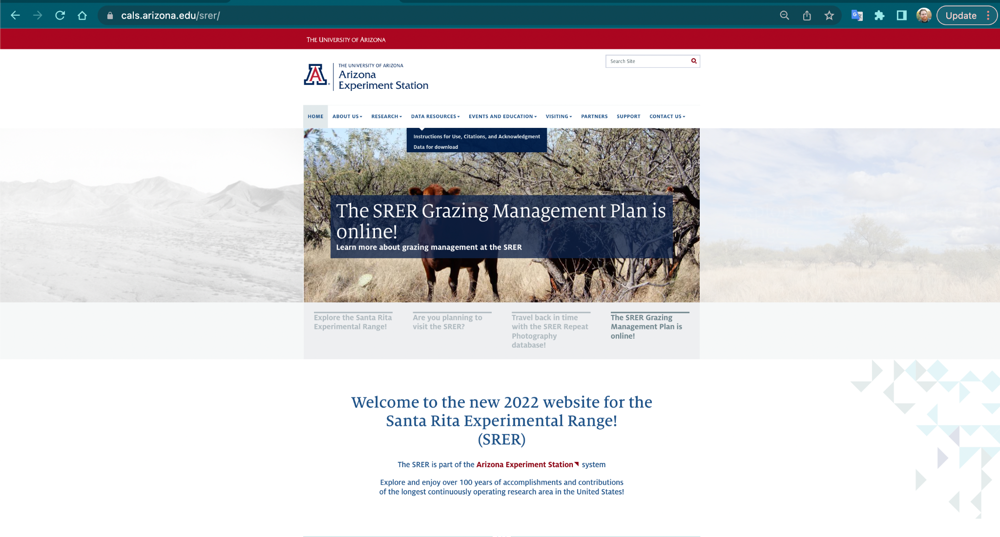 cals.arizona.edu/srer/
Update
THE UNIVERSITY OF ARIZONA
Search Site
THE UNIVERSITY OF ARIZONA
Arizona
Experiment Station
HOME ABOUT US RESEARCH DATA RESOURCES EVENTS AND EDUCATION VISITING PARTNERS SUPPORT CONTACT US
Instructions for Use, Citations, and Acknowledgment
Data for download
The SRER Grazing Management Plan is
online!
Learn more about grazing management at the SRER
Explore the Santa Rita
Experimental Range!
Are you planning to
visit the SRER?
Travel back in time
with the SRER Repeat
Photography
database!
The SRER Grazing
Management Plan is
online!
Welcome to the new 2022 website for the
Santa Rita Experimental Range!
(SRER)
The SRER is part of the Arizona Experiment Station system
Explore and enjoy over 100 years of accomplishments and contributions
of the longest continuously operating research area in the United States!